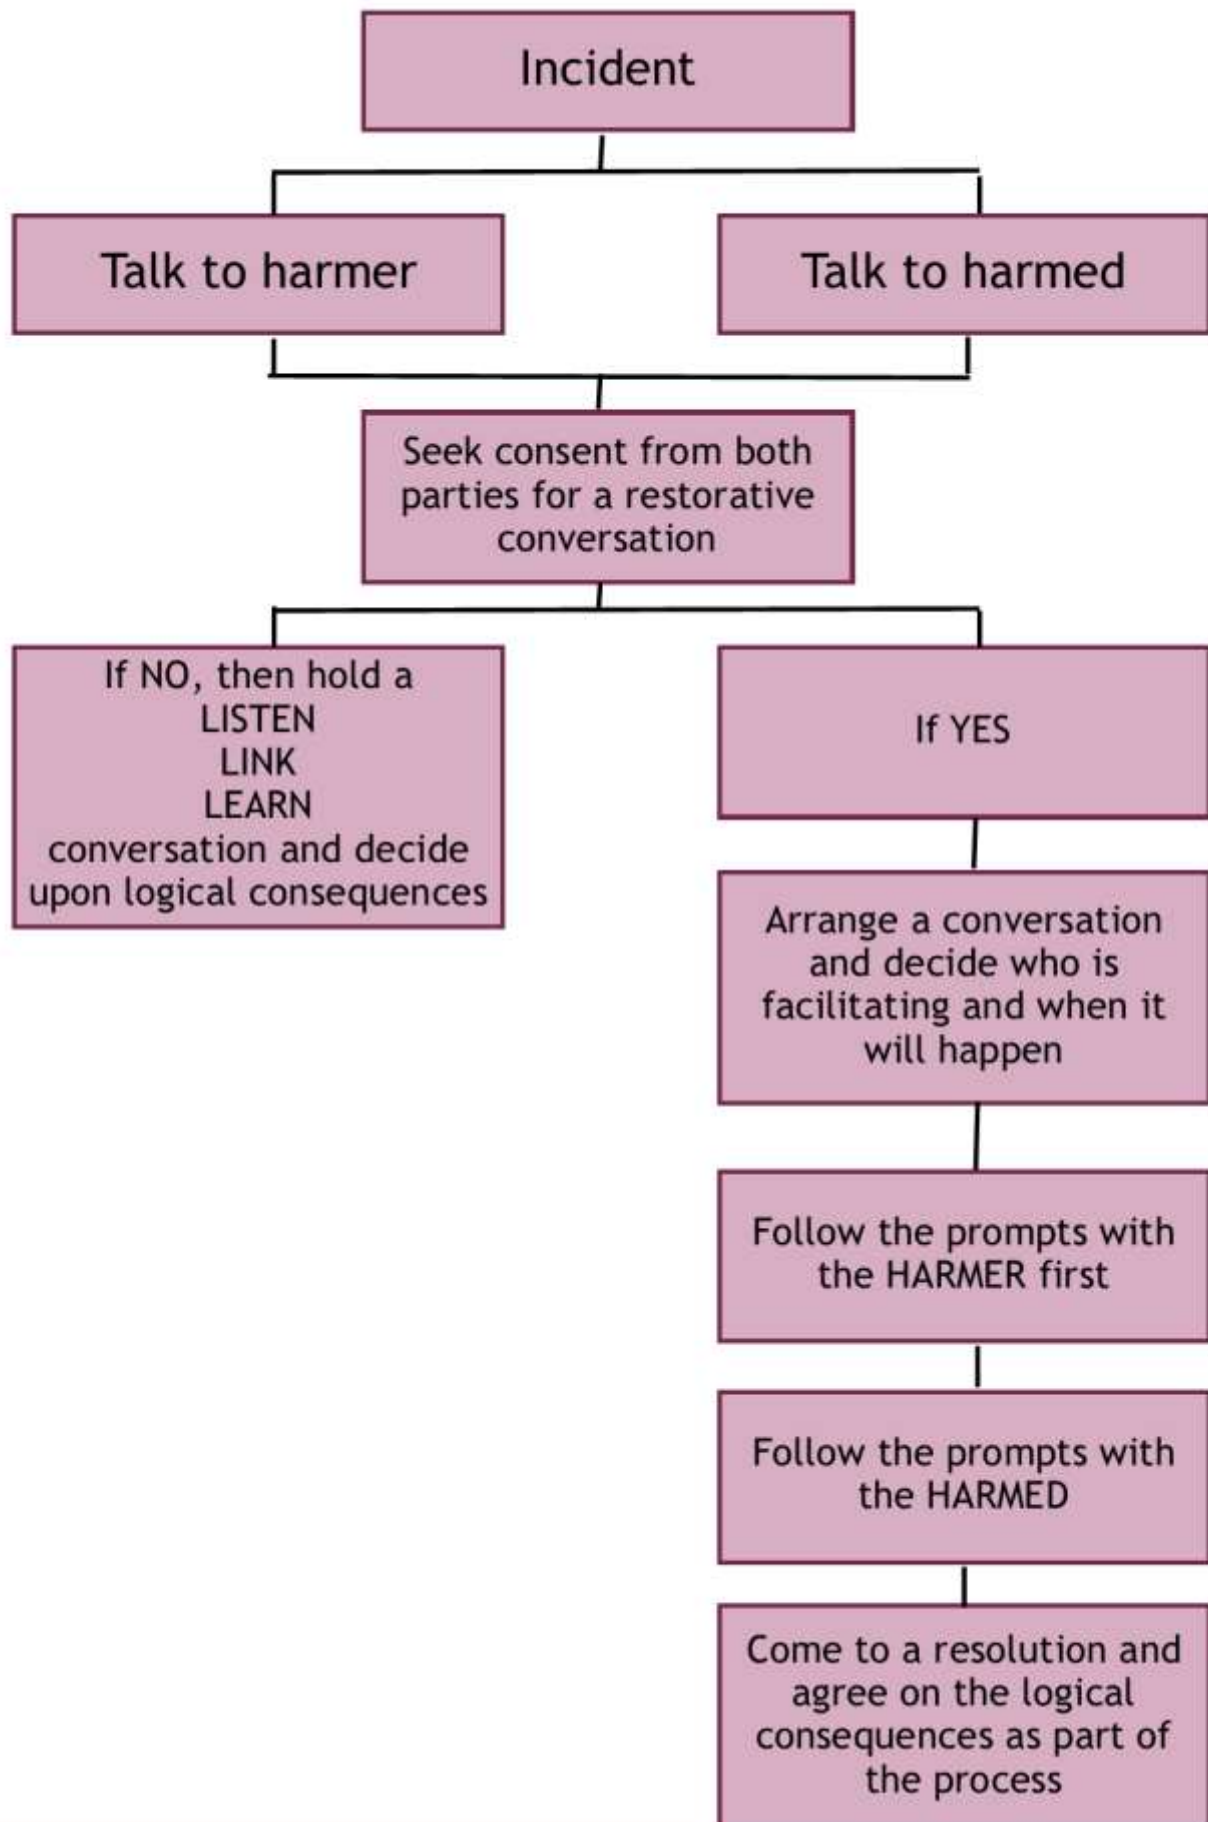 Incident
Talk to harmer
Talk to harmed
Seek consent from both
parties for a restorative
conversation
If NO, then hold a
LISTEN
LINK
LEARN
conversation and decide
upon logical consequences
If YES
Arrange a conversation
and decide who is
facilitating and when it
will happen
Follow the prompts with
the HARMER first
Follow the prompts with
the HARMED
Come to a resolution and
agree on the logical
consequences as part of
the process